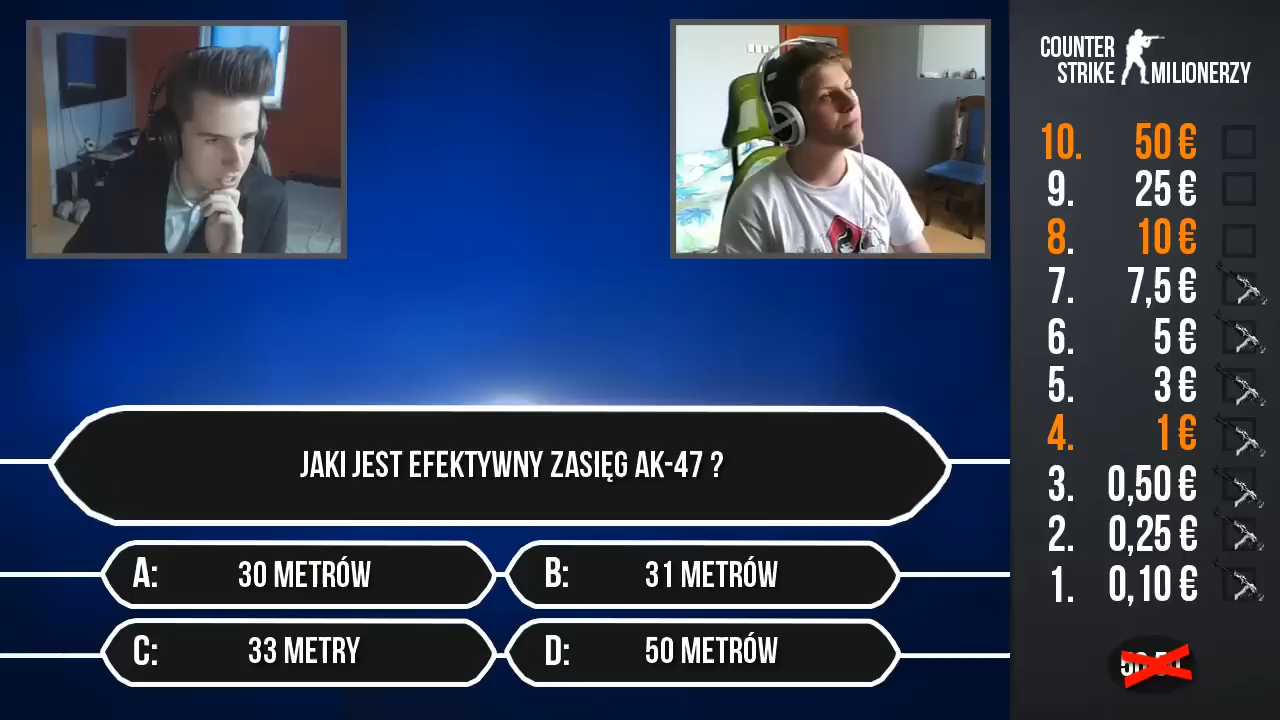 COUNTER
STRIKE MILIONERZY
10. 50 €
9. 25 €
8. 10 €
7. 7,5 €
6. 5 €
5. 3 €
4. 1 €
3. 0,50 €
2. 0,25 €
1. 0,10 €
JAKI JEST EFEKTYWNY ZASIĘG AK-47 ?
A: 30 METRÓW
B: 31 METRÓW
C: 33 METRY
D: 50 METRÓW